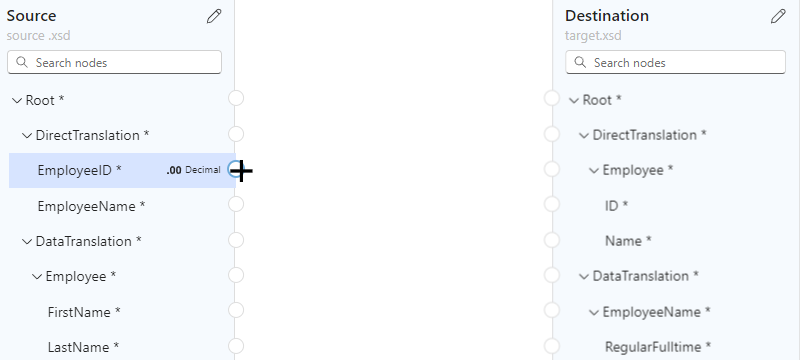 Source
source .xsd
Search nodes
Root *
DirectTranslation *
EmployeeID *
.00 Decimal
EmployeeName *
DataTranslation *
Employee *
FirstName *
LastName *
Destination
target.xsd
Search nodes
Root *
DirectTranslation *
Employee *
ID *
Name *
DataTranslation *
EmployeeName *
RegularFulltime *